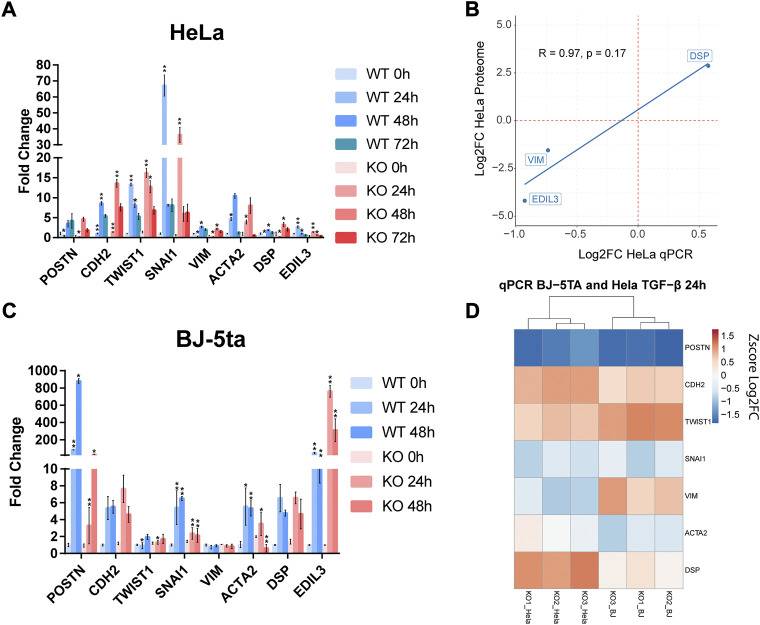 A
HeLa
Fold Change
80
70
60
50
40
30
20
15
10
5
0
POSTN
CDH2
TWIST1
SNAI1
VIM
ACTA2
DSP
EDIL3
WT 0h
WT 24h
WT 48h
WT 72h
KO 0h
KO 24h
KO 48h
KO 72h
B
Log2FC HeLa Proteome
5.0
2.5
0.0
−2.5
−5.0
R = 0.97, p = 0.17
DSP
VIM
EDIL3
−1.0
−0.5
0.0
0.5
Log2FC HeLa qPCR
C
BJ-5ta
Fold Change
1000
800
600
400
200
10
8
6
4
2
0
POSTN
CDH2
TWIST1
SNAI1
VIM
ACTA2
DSP
EDIL3
WT 0h
WT 24h
WT 48h
KO 0h
KO 24h
KO 48h
qPCR BJ-5TA and Hela TGF-β 24h
D
POSTN
CDH2
TWIST1
SNAI1
VIM
ACTA2
DSP
KO1_Hela
KO2_Hela
KO3_Hela
KO3_BJ
KO1_BJ
KO2_BJ
1.5
1
0.5
0
−0.5
−1
−1.5
Zscore Log2FC